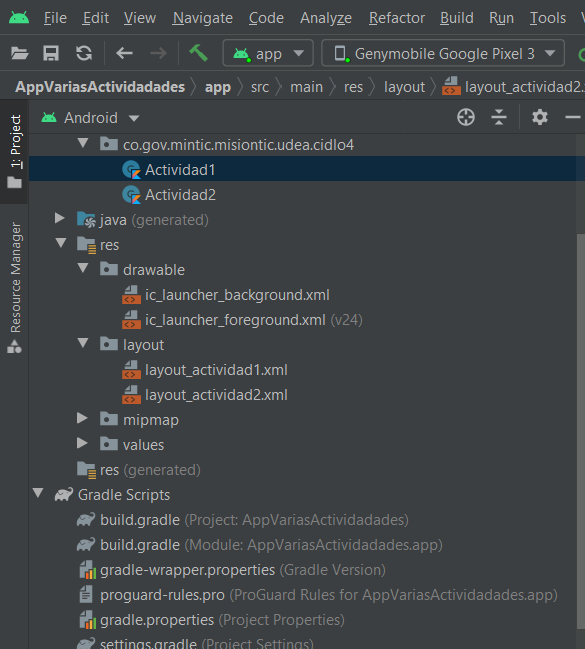 File Edit View Navigate Code Analyze Refactor Build Run Tools
app Genymobile Google Pixel 3
AppVariasActividadades app src main res layout layout_actividad2.
1: Project
Resource Manager
Android
co.gov.mintic.misiontic.udea.cidlo4
Actividad1
Actividad2
java (generated)
res
drawable
ic_launcher_background.xml
ic_launcher_foreground.xml (v24)
layout
layout_actividad1.xml
layout_actividad2.xml
mipmap
values
res (generated)
Gradle Scripts
build.gradle (Project: AppVariasActividadades)
build.gradle (Module: AppVariasActividadades.app)
gradle-wrapper.properties (Gradle Version)
proguard-rules.pro (ProGuard Rules for AppVariasActividadades.app)
gradle.properties (Project Properties)
settings.gradle (Project Settings)